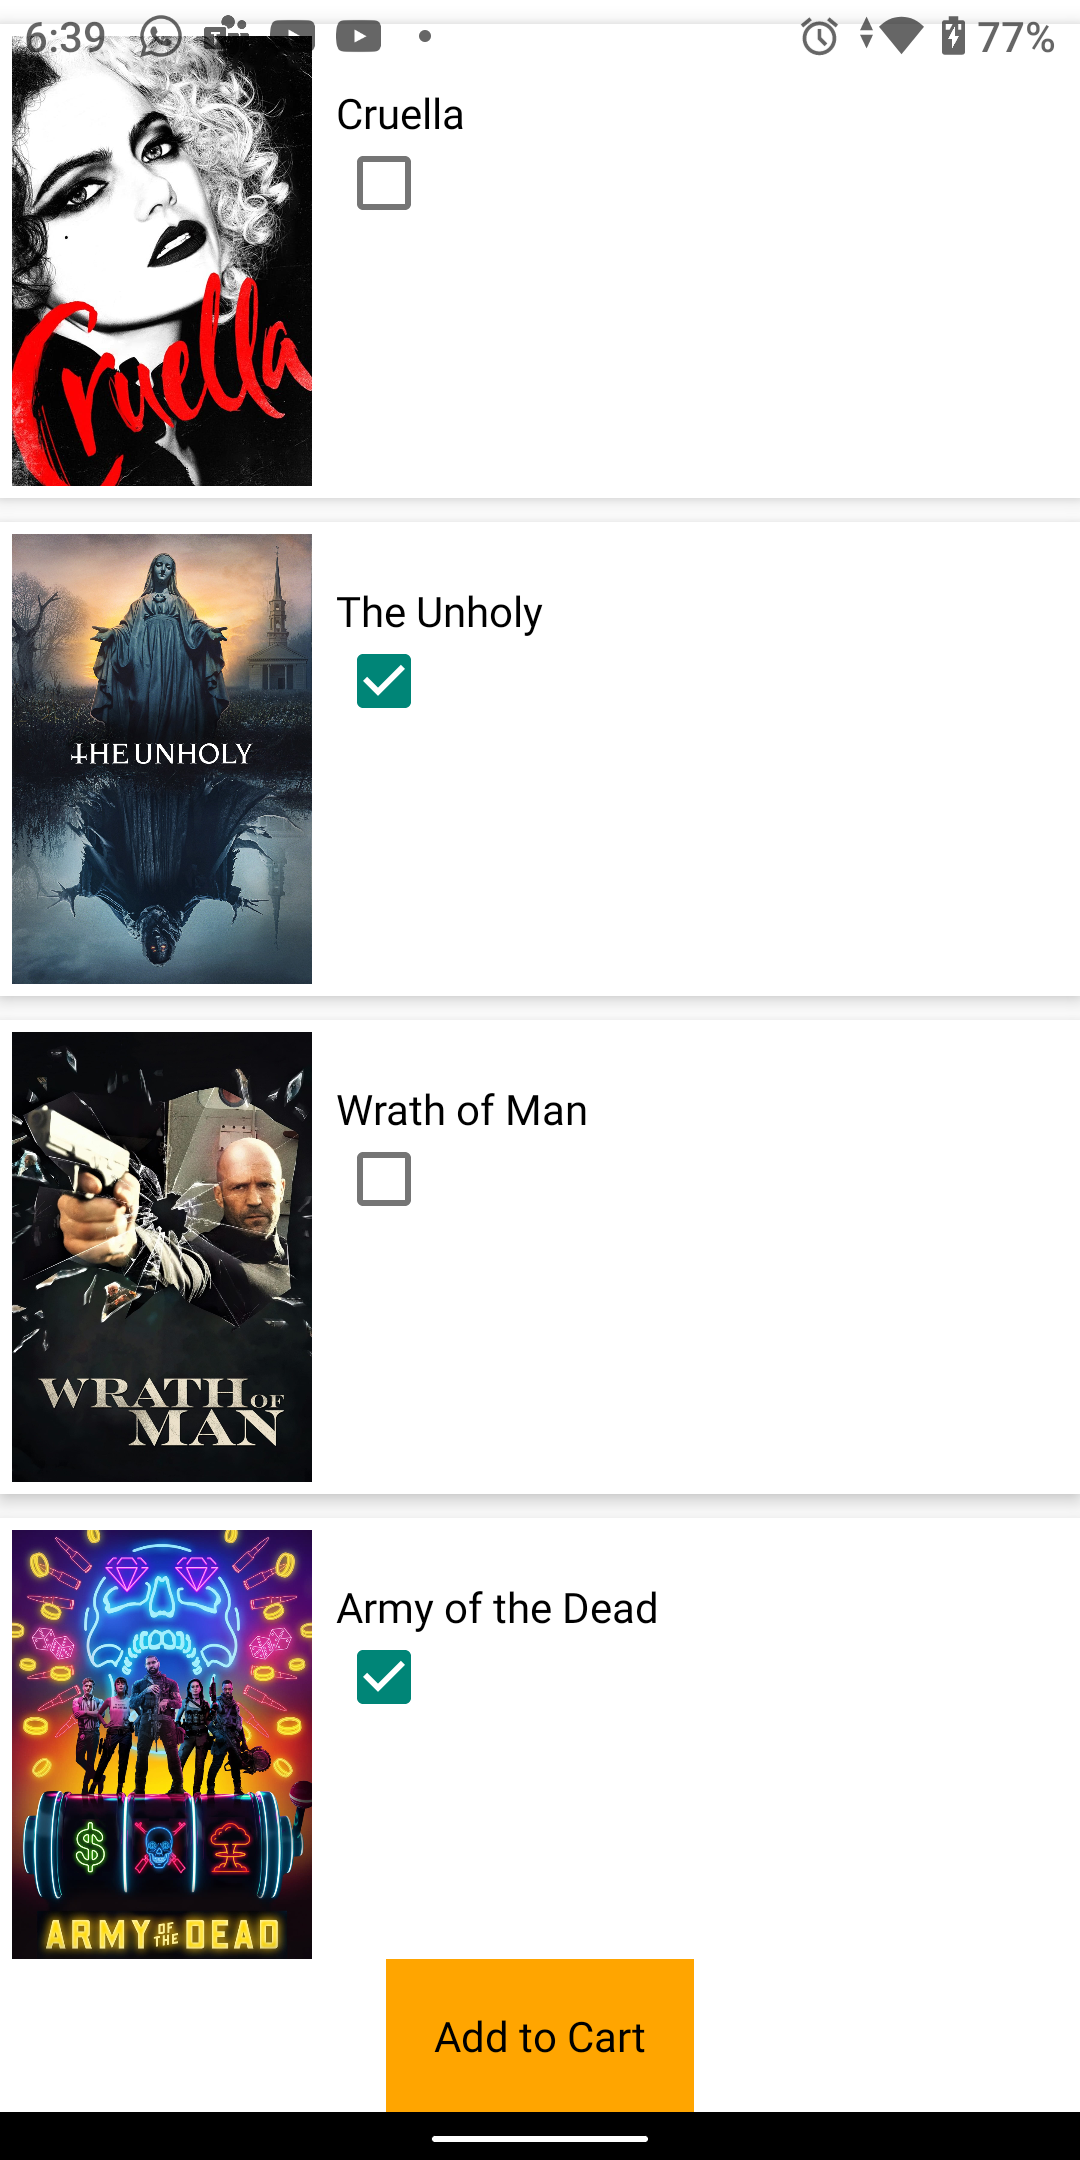 6:39
77%
Cruella
Cruella
The Unholy
THE UNHOLY
Wrath of Man
WRATH OF
MAN
Army of the Dead
$
ARMY OF THE DEAD
Add to Cart